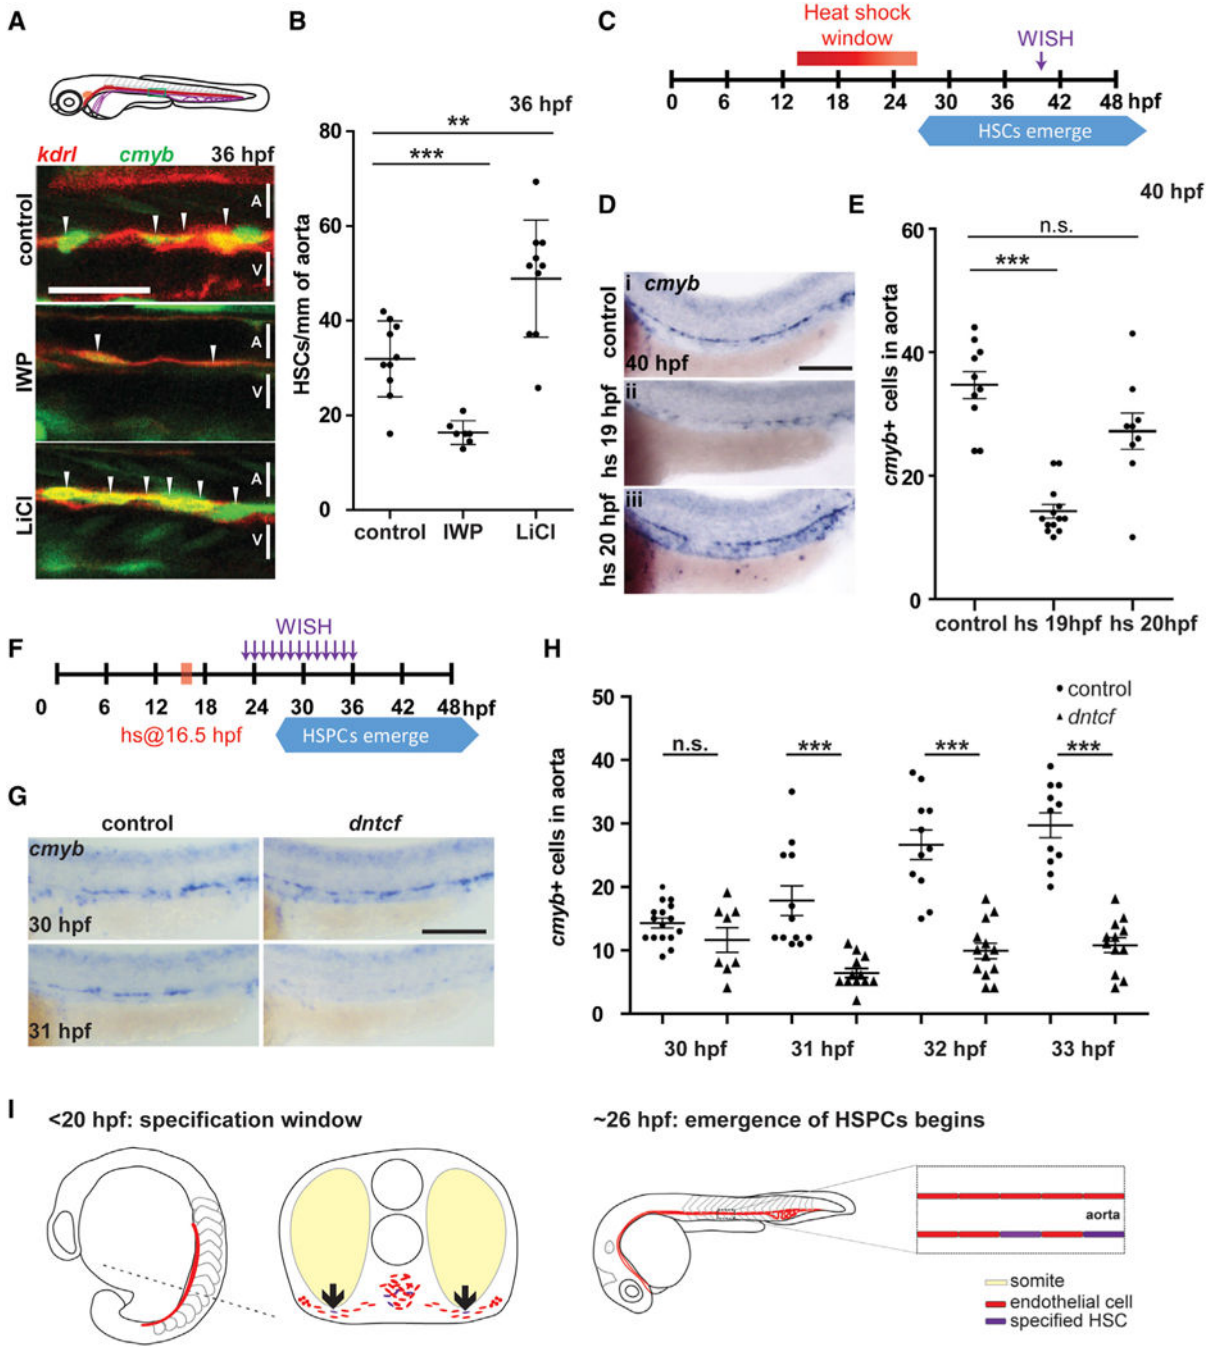 A
kdrl cmyb 36 hpf
control
A
V
IWP
A
V
LiCl
A
V
B
36 hpf
**
***
HSCs/mm of aorta
80
60
40
20
0
control IWP LiCl
C
Heat shock
window
WISH
0 6 12 18 24 30 36 42 48 hpf
HSCs emerge
D
i cmyb
control
40 hpf
ii
hs 19 hpf
iii
hs 20 hpf
E
40 hpf
n.s.
***
cmyb+ cells in aorta
60
40
20
0
control hs 19hpf hs 20hpf
F
WISH
0 6 12 18 24 30 36 42 48 hpf
hs@16.5 hpf
HSPCs emerge
G
control dntcf
cmyb
30 hpf
31 hpf
H
control
dntcf
n.s. *** *** ***
cmyb+ cells in aorta
50
40
30
20
10
0
30 hpf 31 hpf 32 hpf 33 hpf
I
<20 hpf: specification window
~26 hpf: emergence of HSPCs begins
aorta
somite
endothelial cell
specified HSC